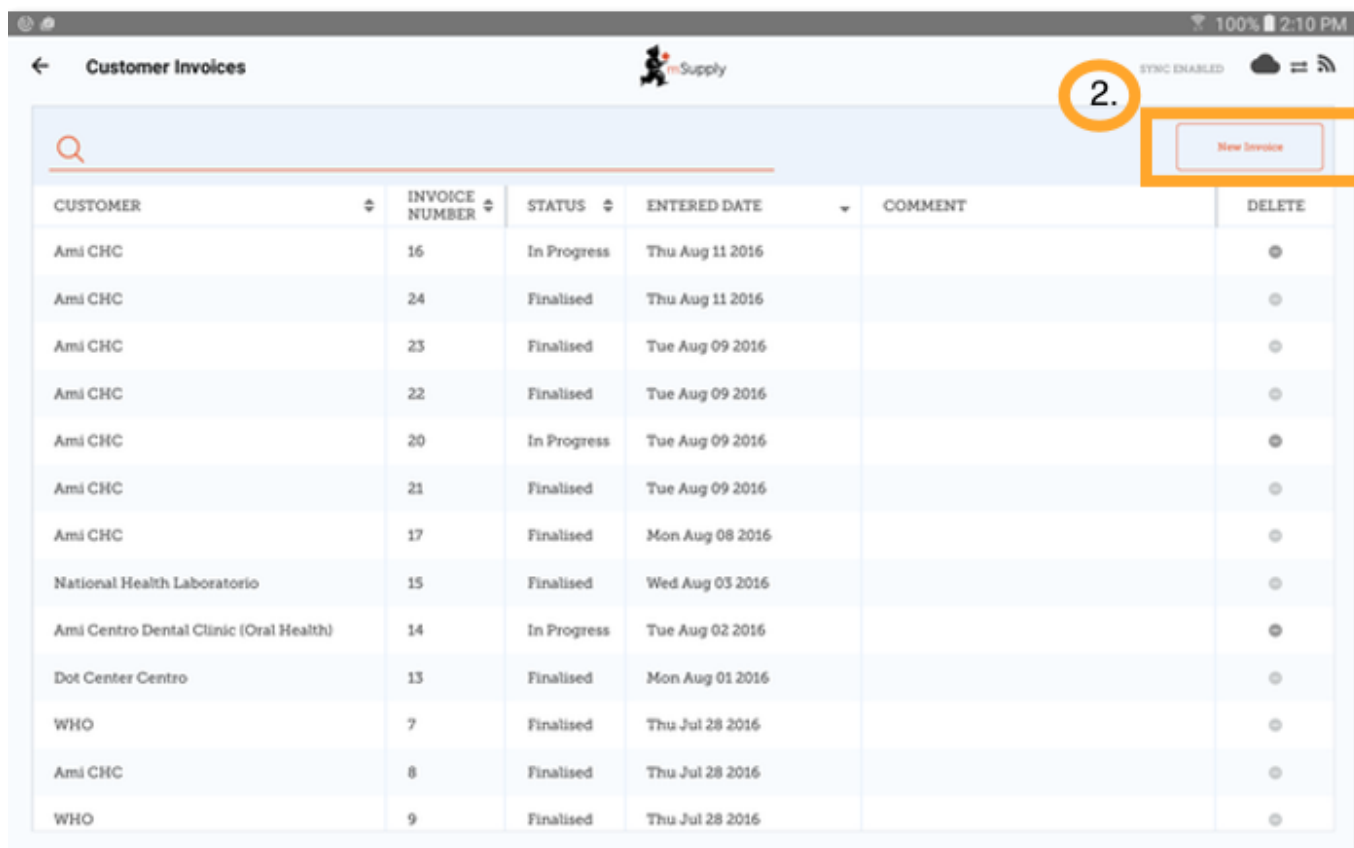 100% 2:10 PM
Customer Invoices
mSupply
SYNC ENABLED
2.
New Invoice
CUSTOMER INVOICE NUMBER STATUS ENTERED DATE COMMENT DELETE
Ami CHC 16 In Progress Thu Aug 11 2016
Ami CHC 24 Finalised Thu Aug 11 2016
Ami CHC 23 Finalised Tue Aug 09 2016
Ami CHC 22 Finalised Tue Aug 09 2016
Ami CHC 20 In Progress Tue Aug 09 2016
Ami CHC 21 Finalised Tue Aug 09 2016
Ami CHC 17 Finalised Mon Aug 08 2016
National Health Laboratorio 15 Finalised Wed Aug 03 2016
Ami Centro Dental Clinic (Oral Health) 14 In Progress Tue Aug 02 2016
Dot Center Centro 13 Finalised Mon Aug 01 2016
WHO 7 Finalised Thu Jul 28 2016
Ami CHC 8 Finalised Thu Jul 28 2016
WHO 9 Finalised Thu Jul 28 2016